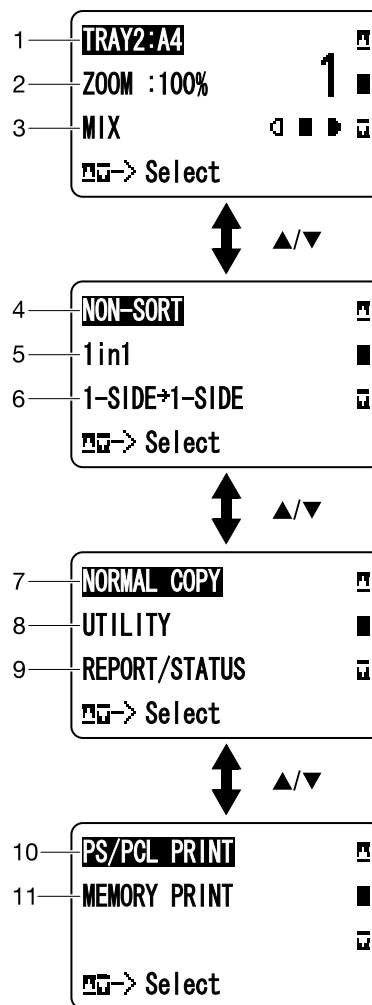 1 TRAY2:A4
2 ZOOM :100% 1
3 MIX
-> Select
▲/▼
4 NON-SORT
5 1in1
6 1-SIDE→1-SIDE
-> Select
▲/▼
7 NORMAL COPY
8 UTILITY
9 REPORT/STATUS
-> Select
▲/▼
10 PS/PCL PRINT
11 MEMORY PRINT
-> Select